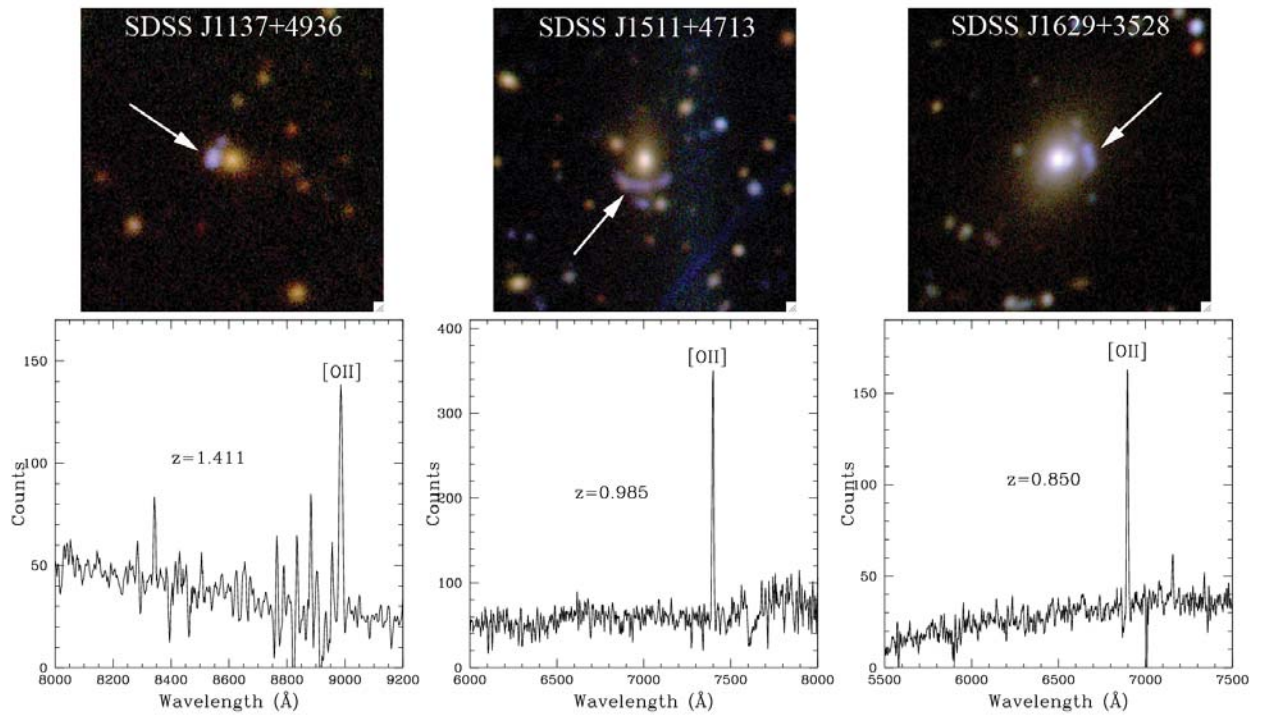 SDSS J1137+4936
SDSS J1511+4713
SDSS J1629+3528
150
100
50
0
Counts
[OII]
z=1.411
8000 8200 8400 8600 8800 9000 9200
Wavelength (Å)
400
300
200
100
0
Counts
[OII]
z=0.985
6000 6500 7000 7500 8000
Wavelength (Å)
150
100
50
0
Counts
[OII]
z=0.850
5500 6000 6500 7000 7500
Wavelength (Å)